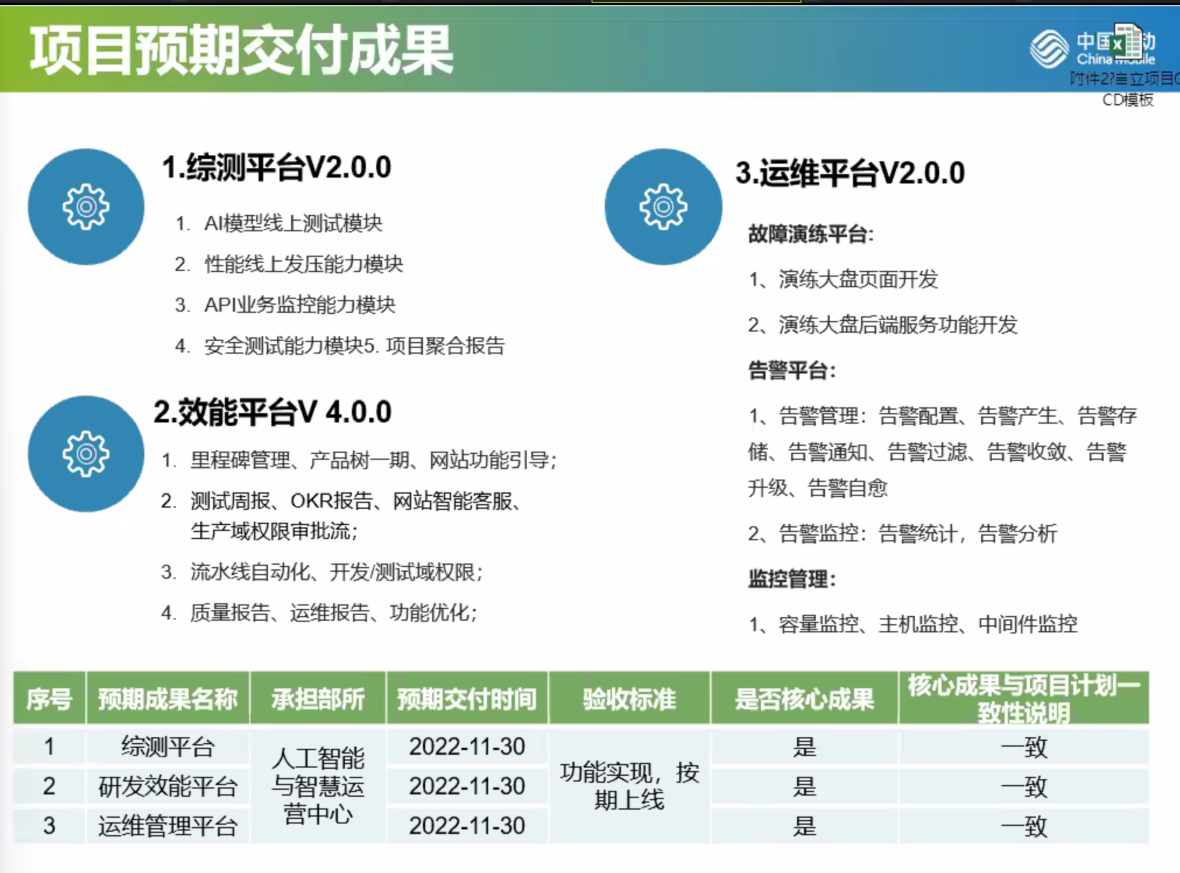 项目预期交付成果
中国 动
China Mobile
附件2?自立项目C
CD模板
1.综测平台V2.0.0
1. AI模型线上测试模块
2. 性能线上发压能力模块
3. API业务监控能力模块
4. 安全测试能力模块5. 项目聚合报告
2.效能平台V 4.0.0
1. 里程碑管理、产品树一期、网站功能引导;
2. 测试周报、OKR报告、网站智能客服、
生产域权限审批流;
3. 流水线自动化、开发/测试域权限;
4. 质量报告、运维报告、功能优化;
3.运维平台V2.0.0
故障演练平台:
1、演练大盘页面开发
2、演练大盘后端服务功能开发
告警平台:
1、告警管理：告警配置、告警产生、告警存
储、告警通知、告警过滤、告警收敛、告警
升级、告警自愈
2、告警监控：告警统计，告警分析
监控管理:
1、容量监控、主机监控、中间件监控
序号 预期成果名称 承担部所 预期交付时间 验收标准 是否核心成果 核心成果与项目计划一
致性说明
1 综测平台 2022-11-30 是 一致
人工智能
与智慧运
营中心
功能实现，按
期上线
2 研发效能平台 2022-11-30 是 一致
3 运维管理平台 2022-11-30 是 一致